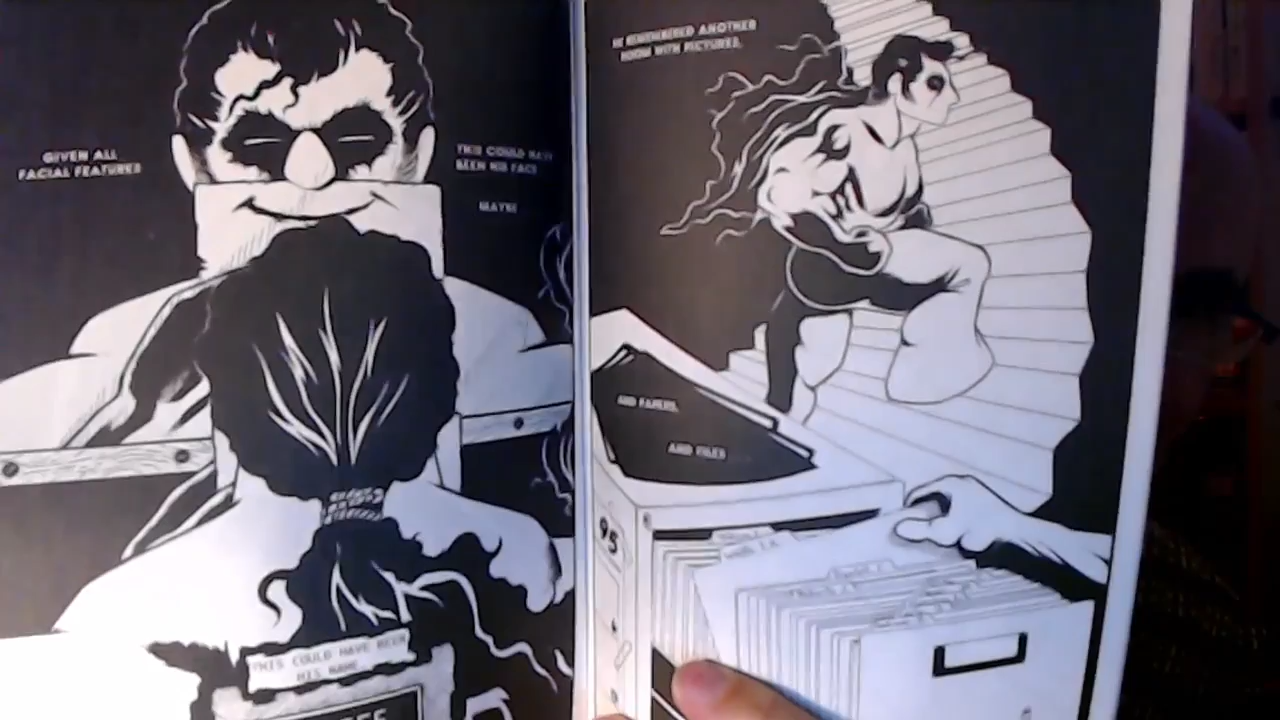 GIVEN ALL
FACIAL FEATURES
THIS COULD HAVE
BEEN HIS FACE
MAYBE
THIS COULD HAVE BEEN
HIS NAME
HE REMEMBERED ANOTHER
ROOM WITH PICTURES,
AND PAPERS,
AND FILES
95